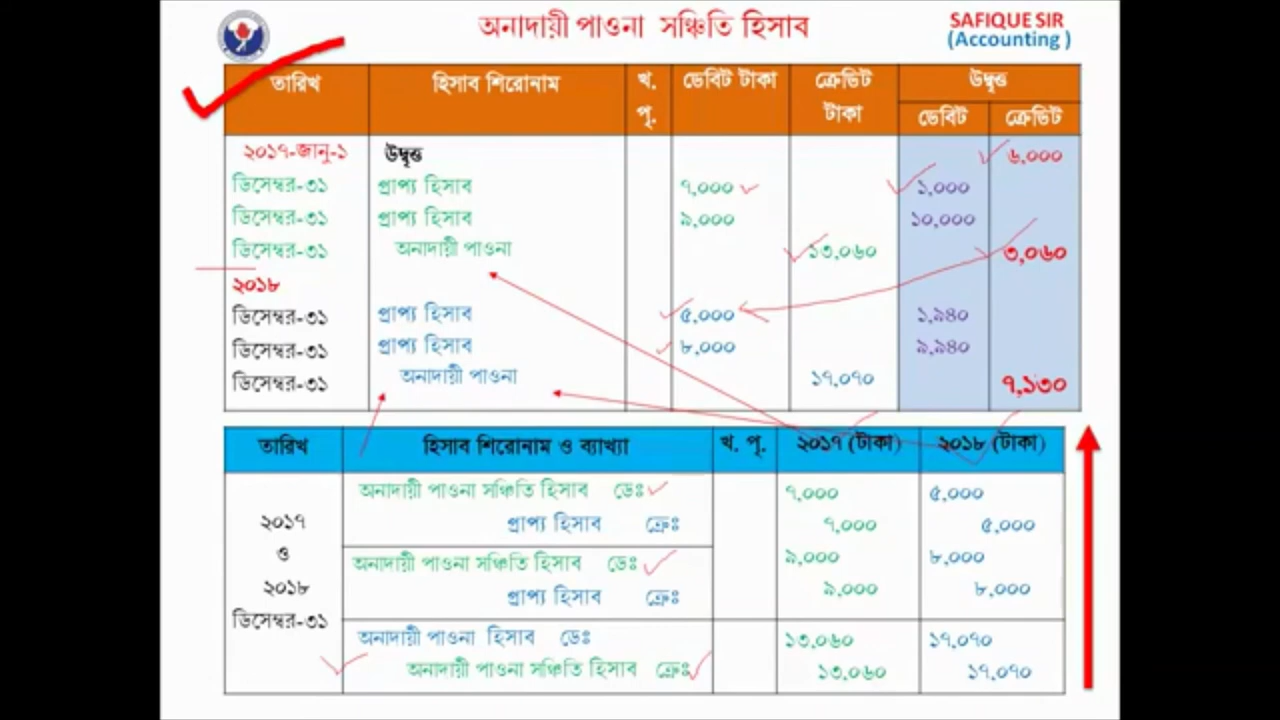 অনাদায়ী পাওনা সঞ্চিতি হিসাব
SAFIQUE SIR
(Accounting )
তারিখ হিসাব শিরোনাম খ. পৃ. ডেবিট টাকা ক্রেডিট টাকা উদ্বৃত্ত
ডেবিট ক্রেডিট
২০১৭-জানু-১ উদ্বৃত্ত ৬,০০০
ডিসেম্বর-৩১ প্রাপ্য হিসাব ৭,০০০ ১,০০০
ডিসেম্বর-৩১ প্রাপ্য হিসাব ৯,০০০ ১০,০০০
ডিসেম্বর-৩১ অনাদায়ী পাওনা ১৩,০৬০ ৩,০৬০
২০১৮
ডিসেম্বর-৩১ প্রাপ্য হিসাব ৫,০০০ ১,৯৪০
ডিসেম্বর-৩১ প্রাপ্য হিসাব ৮,০০০ ৯,৯৪০
ডিসেম্বর-৩১ অনাদায়ী পাওনা ১৭,০৭০ ৭,১৩০
তারিখ হিসাব শিরোনাম ও ব্যাখ্যা খ. পৃ. ২০১৭ (টাকা) ২০১৮ (টাকা)
অনাদায়ী পাওনা সঞ্চিতি হিসাব ডেঃ ৭,০০০ ৫,০০০
২০১৭ প্রাপ্য হিসাব ক্রেঃ ৭,০০০ ৫,০০০
ও অনাদায়ী পাওনা সঞ্চিতি হিসাব ডেঃ ৯,০০০ ৮,০০০
২০১৮ প্রাপ্য হিসাব ক্রেঃ ৯,০০০ ৮,০০০
ডিসেম্বর-৩১ অনাদায়ী পাওনা হিসাব ডেঃ ১৩,০৬০ ১৭,০৭০
অনাদায়ী পাওনা সঞ্চিতি হিসাব ক্রেঃ ১৩,০৬০ ১৭,০৭০